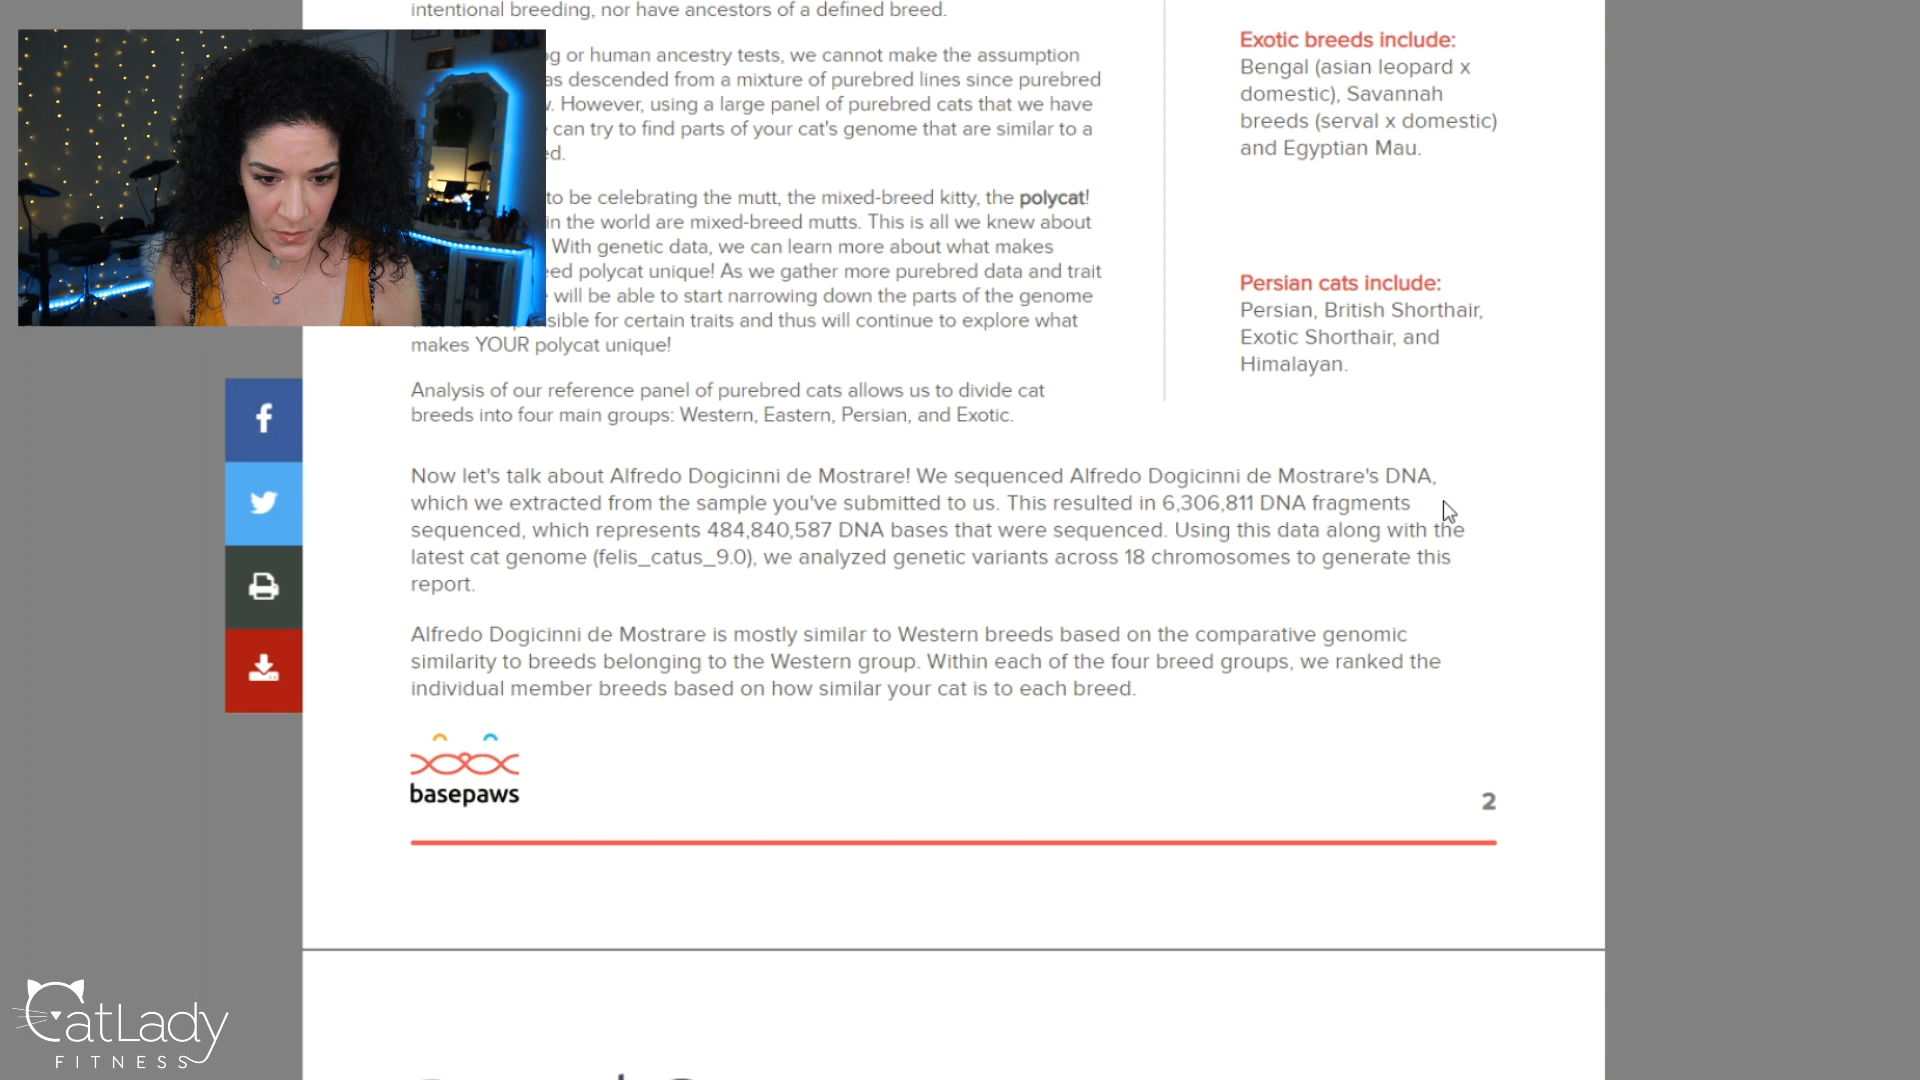 intentional breeding, nor have ancestors of a defined breed.
or human ancestry tests, we cannot make the assumption
as descended from a mixture of purebred lines since purebred
However, using a large panel of purebred cats that we have
can try to find parts of your cat's genome that are similar to a
to be celebrating the mutt, the mixed-breed kitty, the polycat!
in the world are mixed-breed mutts. This is all we knew about
With genetic data, we can learn more about what makes
polycat unique! As we gather more purebred data and trait
will be able to start narrowing down the parts of the genome
for certain traits and thus will continue to explore what
makes YOUR polycat unique!
Analysis of our reference panel of purebred cats allows us to divide cat
breeds into four main groups: Western, Eastern, Persian, and Exotic.
Exotic breeds include:
Bengal (asian leopard x
domestic), Savannah
breeds (serval x domestic)
and Egyptian Mau.
Persian cats include:
Persian, British Shorthair,
Exotic Shorthair, and
Himalayan.
Now let's talk about Alfredo Dogicinni de Mostrare! We sequenced Alfredo Dogicinni de Mostrare's DNA,
which we extracted from the sample you've submitted to us. This resulted in 6,306,811 DNA fragments
sequenced, which represents 484,840,587 DNA bases that were sequenced. Using this data along with the
latest cat genome (felis_catus_9.0), we analyzed genetic variants across 18 chromosomes to generate this
report.
Alfredo Dogicinni de Mostrare is mostly similar to Western breeds based on the comparative genomic
similarity to breeds belonging to the Western group. Within each of the four breed groups, we ranked the
individual member breeds based on how similar your cat is to each breed.
basepaws
2
CatLady
FITNESS